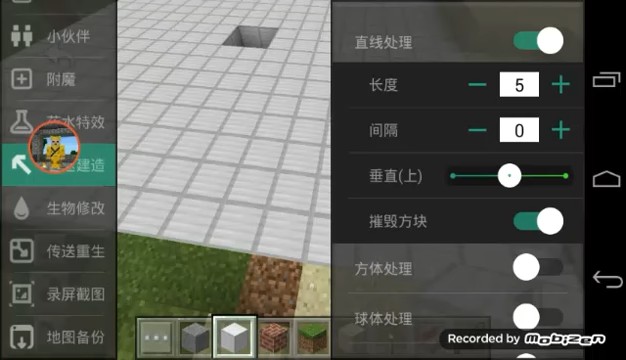 小伙伴
附魔
药水特效
建造
生物修改
传送重生
录屏截图
地图备份
直线处理
长度
5
间隔
0
垂直(上)
摧毁方块
方体处理
球体处理
Recorded by mobizen